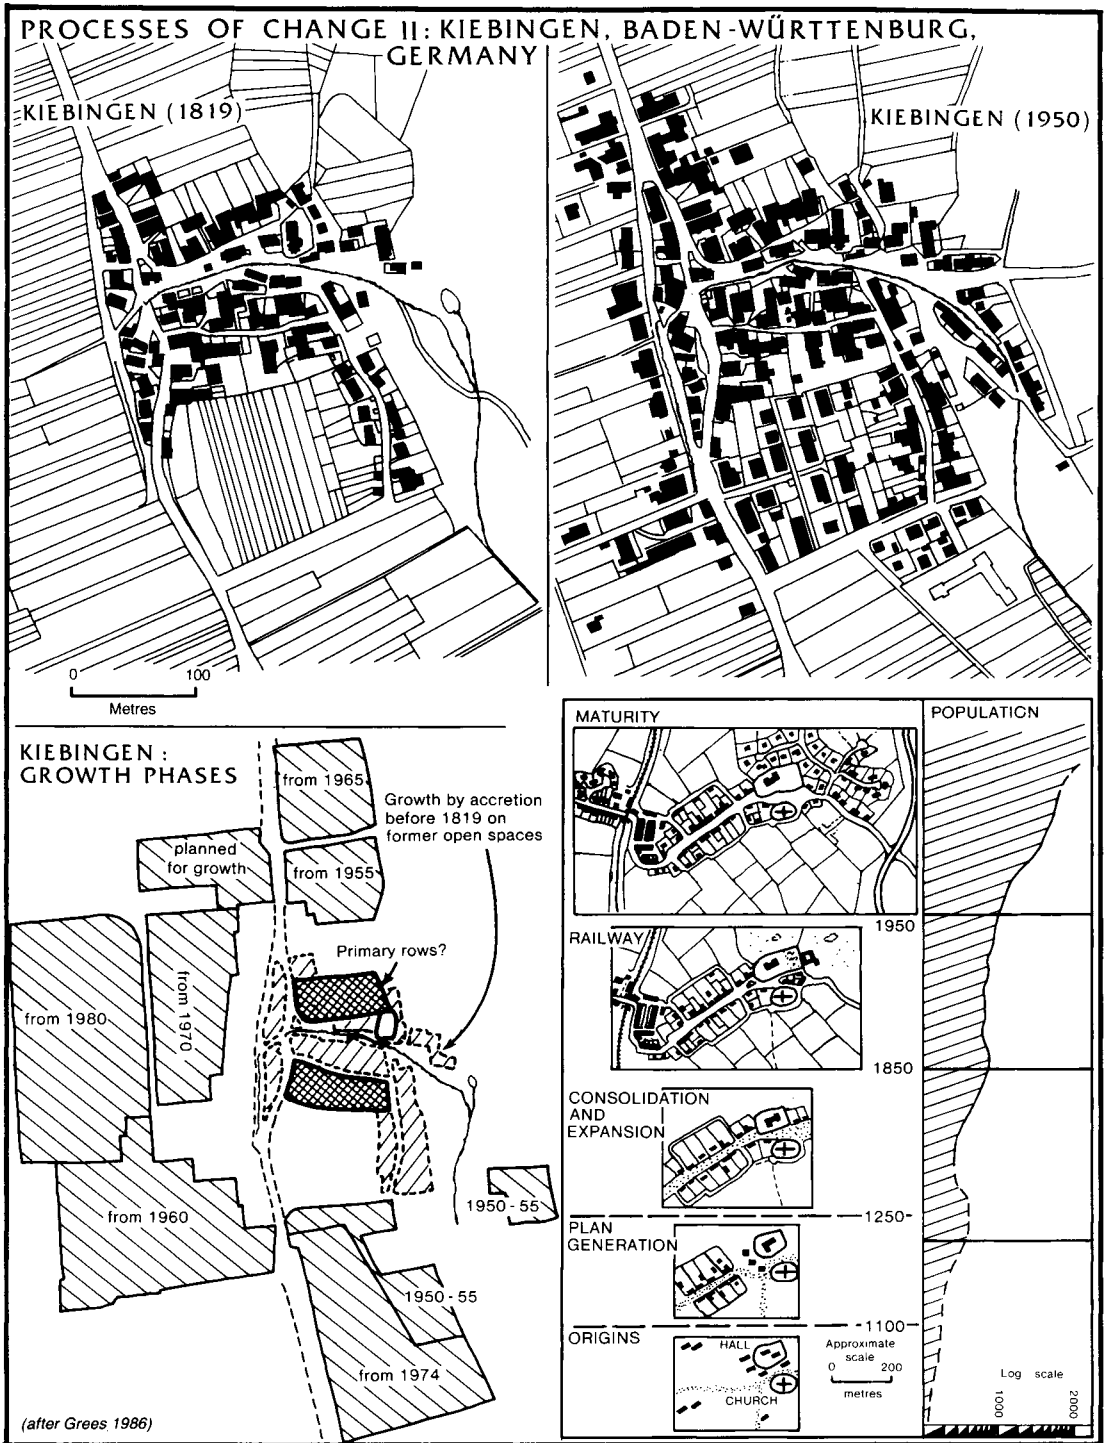 PROCESSES OF CHANGE II: KIEBINGEN, BADEN-WÜRTTENBURG,
GERMANY
KIEBINGEN (1819)
KIEBINGEN (1950)
0 100
Metres
KIEBINGEN:
GROWTH PHASES
from 1965
Growth by accretion
before 1819 on
former open spaces
planned
for growth
from 1955
Primary rows?
from 1970
from 1980
from 1960
1950-55
1950-55
from 1974
(after Grees 1986)
MATURITY
POPULATION
1950
RAILWAY
1850
CONSOLIDATION
AND
EXPANSION
1250
PLAN
GENERATION
1100
ORIGINS
HALL
CHURCH
Approximate
scale
0 200
metres
Log scale
1000
2000